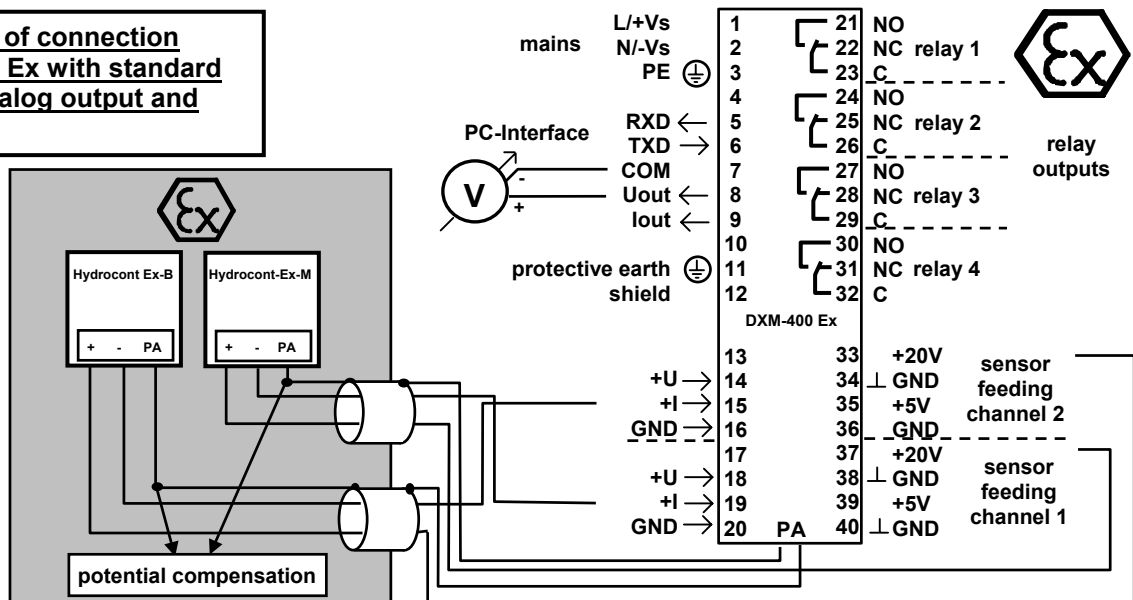 of connection
Ex with standard
alog output and
mains
L/+Vs
N/-Vs
PE
PC-Interface
RXD ←
TXD →
COM
Uout ←
Iout ←
V
-
+
protective earth
shield
1
2
3
4
5
6
7
8
9
10
11
12
21 NO
22 NC relay 1
23 C
24 NO
25 NC relay 2
26 C
27 NO
28 NC relay 3
29 C
30 NO
31 NC relay 4
32 C
Ex
relay
outputs
DXM-400 Ex
Ex
Hydrocont Ex-B
+ - PA
Hydrocont-Ex-M
+ - PA
potential compensation
13
+U → 14
+I → 15
GND → 16
17
+U → 18
+I → 19
GND → 20
PA
33 +20V
34 ⊥ GND
35 +5V
36 GND
37 +20V
38 ⊥ GND
39 +5V
40 ⊥ GND
sensor
feeding
channel 2
sensor
feeding
channel 1